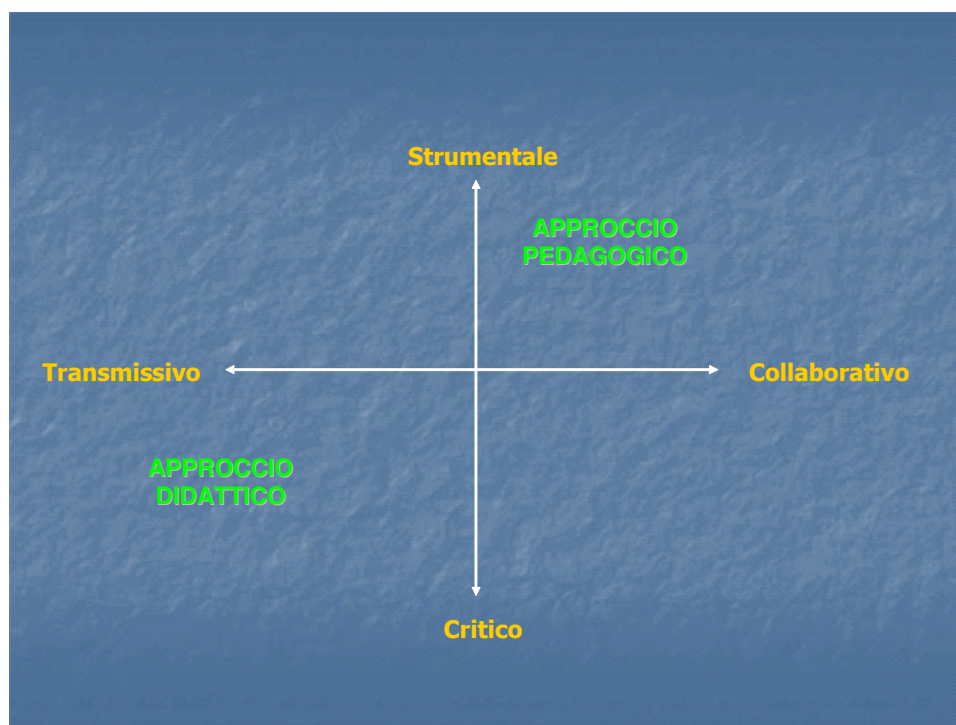 Strumentale
APPROCCIO
PEDAGOGICO
Transmissivo
Collaborativo
APPROCCIO
DIDATTICO
Critico